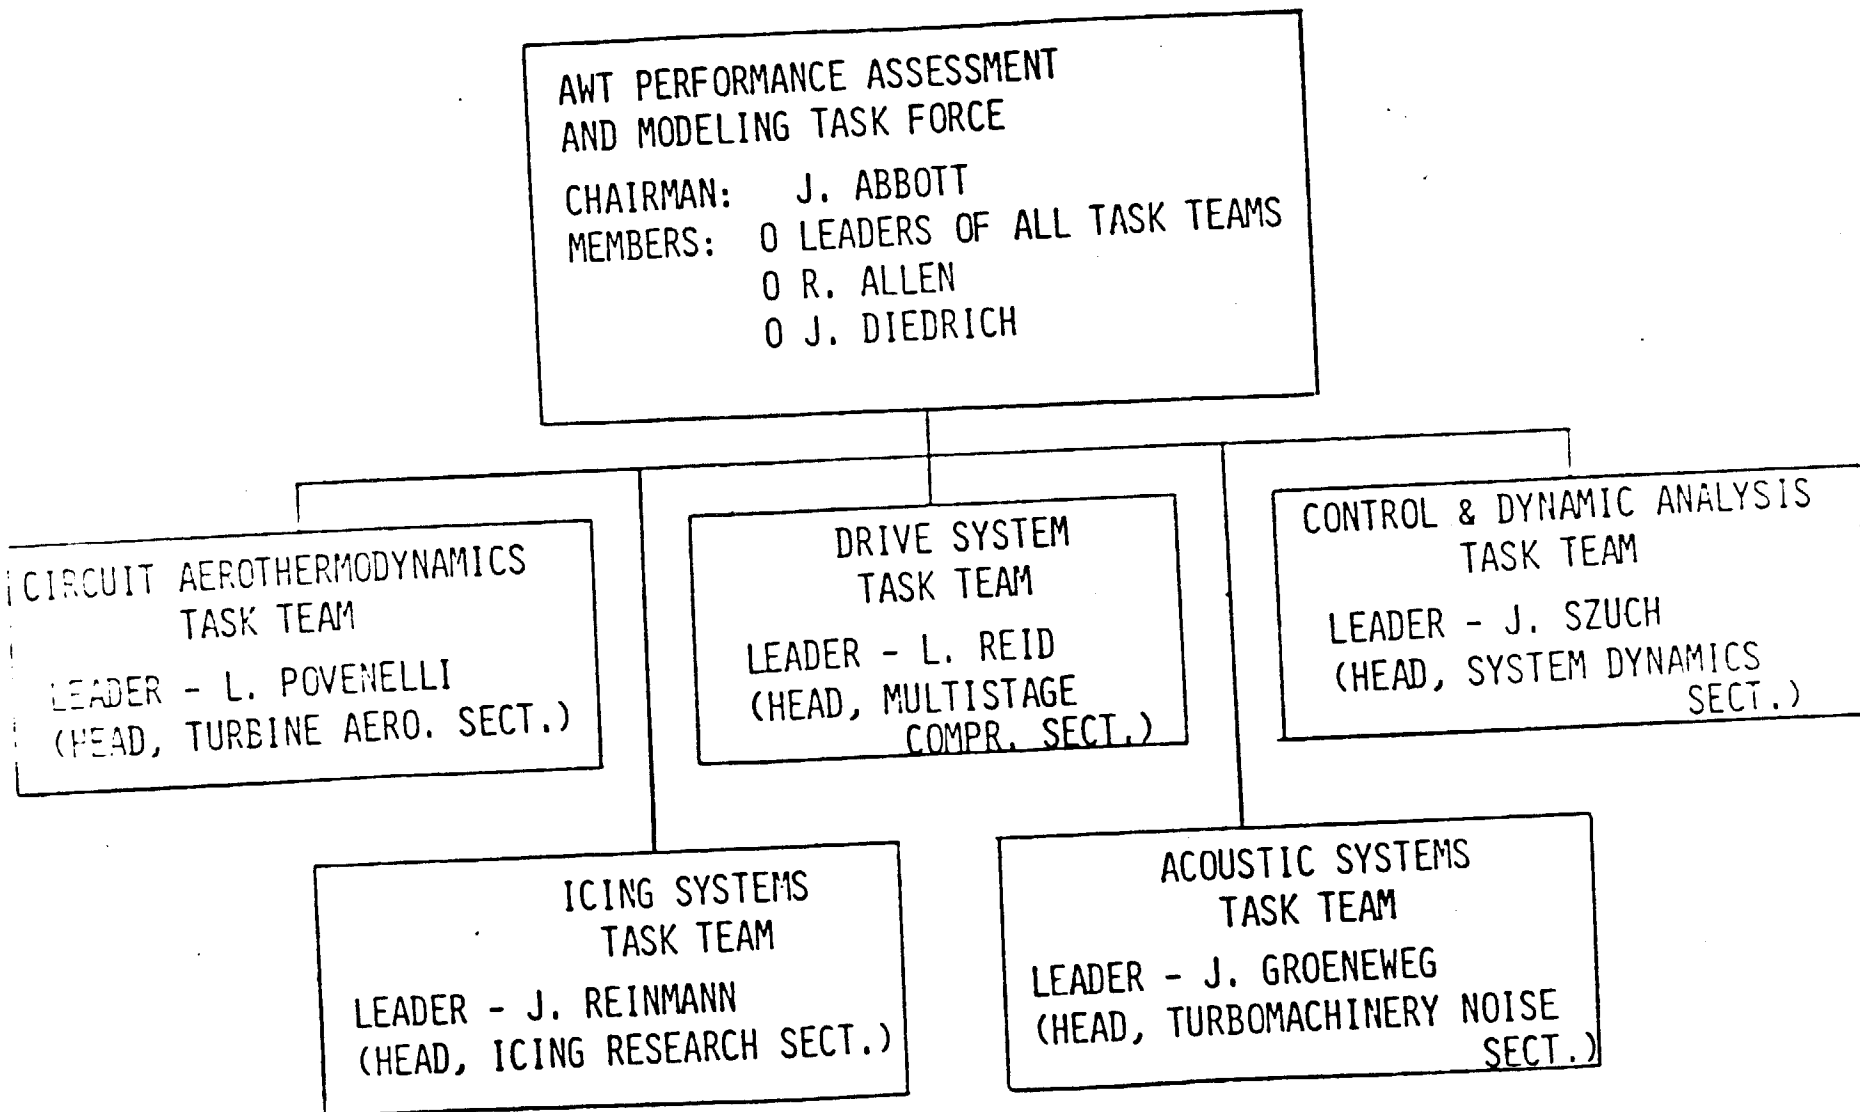 AWT PERFORMANCE ASSESSMENT
AND MODELING TASK FORCE
CHAIRMAN: J. ABBOTT
MEMBERS: O LEADERS OF ALL TASK TEAMS
O R. ALLEN
O J. DIEDRICH
CIRCUIT AEROTHERMODYNAMICS
TASK TEAM
LEADER - L. POVENELLI
(HEAD, TURBINE AERO. SECT.)
DRIVE SYSTEM
TASK TEAM
LEADER - L. REID
(HEAD, MULTISTAGE
COMPR. SECT.)
CONTROL & DYNAMIC ANALYSIS
TASK TEAM
LEADER - J. SZUCH
(HEAD, SYSTEM DYNAMICS
SECT.)
ICING SYSTEMS
TASK TEAM
LEADER - J. REINMANN
(HEAD, ICING RESEARCH SECT.)
ACOUSTIC SYSTEMS
TASK TEAM
LEADER - J. GROENEWEG
(HEAD, TURBOMACHINERY NOISE
SECT.)